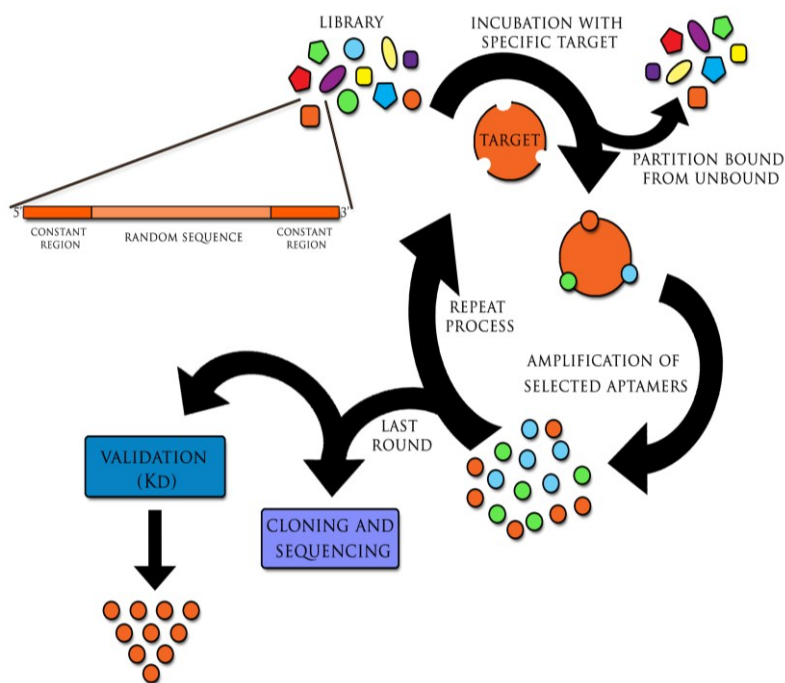 LIBRARY
INCUBATION WITH
SPECIFIC TARGET
TARGET
PARTITION BOUND
FROM UNBOUND
5'
3'
CONSTANT
REGION
RANDOM SEQUENCE
CONSTANT
REGION
REPEAT
PROCESS
AMPLIFICATION OF
SELECTED APTAMERS
LAST
ROUND
VALIDATION
(KD)
CLONING AND
SEQUENCING